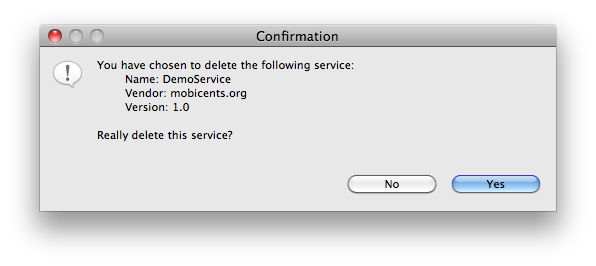 Confirmation
You have chosen to delete the following service:
Name: DemoService
Vendor: mobicents.org
Version: 1.0
Really delete this service?
No
Yes